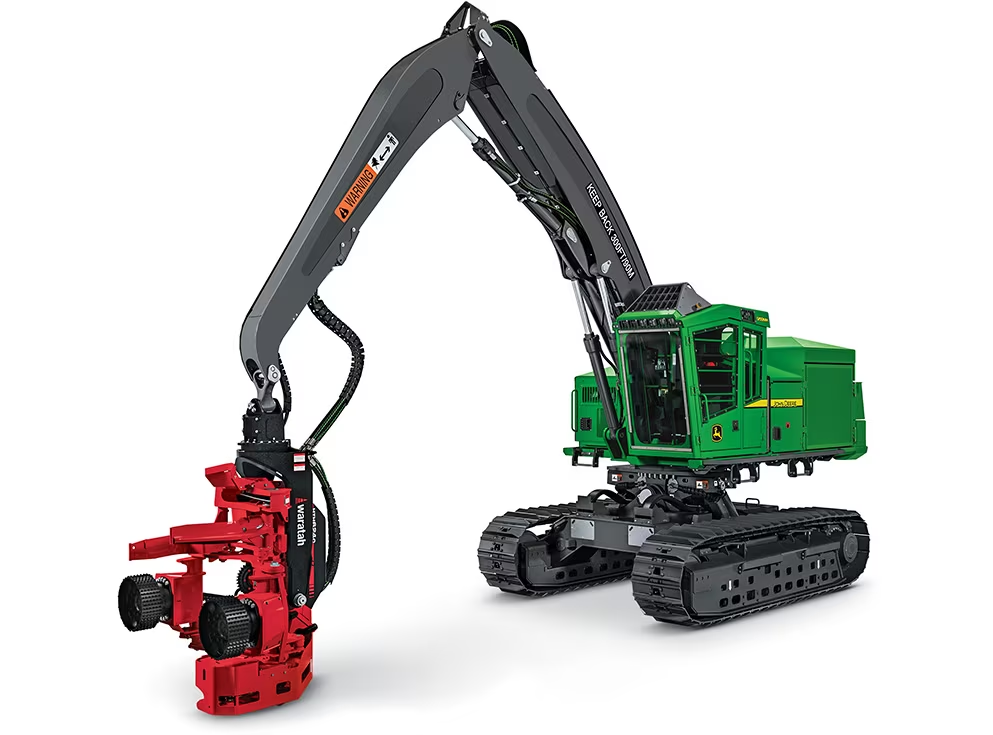 WARNING
KEEP BACK 300FT/90M
JOHN DEERE
waratah